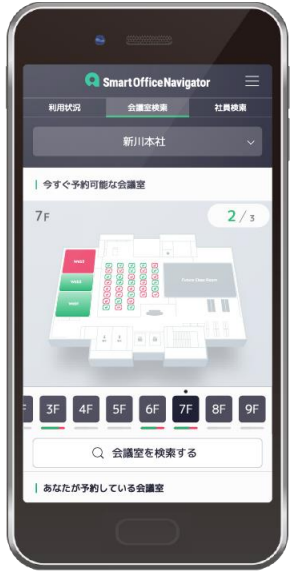 SmartOfficeNavigator
利用状況 会議室検索 社員検索
新川本社
今すぐ予約可能な会議室
7F 2/3
3F 4F 5F 6F 7F 8F 9F
会議室を検索する
あなたが予約している会議室